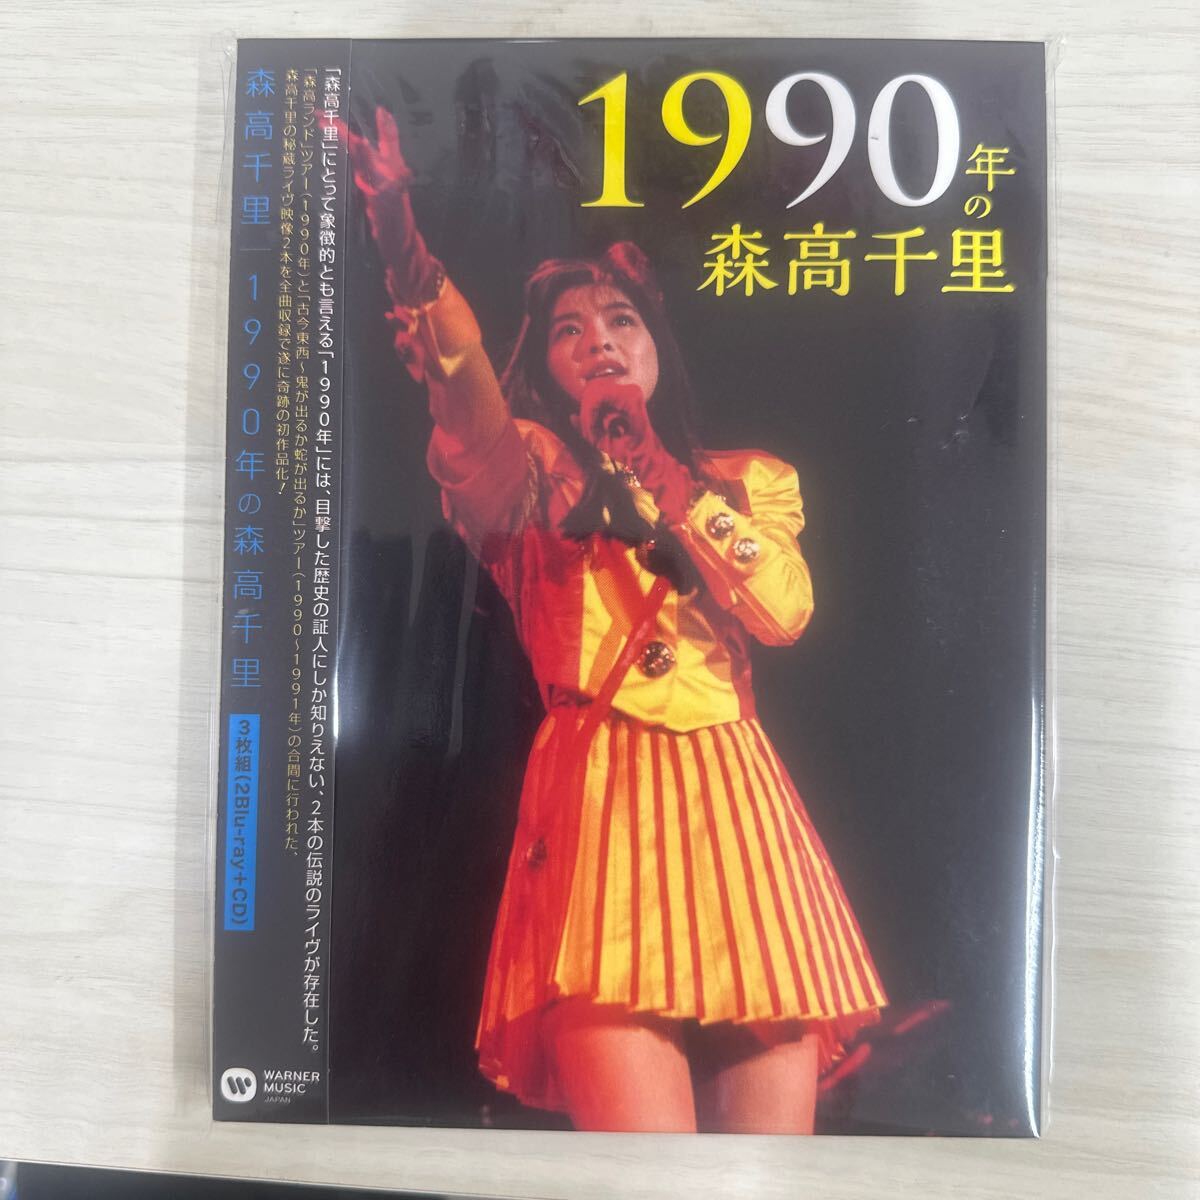 1990年の
森高千里
「森高千里」にとって象徴的とも言える「1990年」には、目撃した歴史の証人にしか知りえない、2本の伝説のライヴが存在した。
「森高ランド」ツアー(1990年)と「古今東西～鬼が出るか蛇が出るか」ツアー(1990～1991年)の合間に行われた、
森高千里の秘蔵ライヴ映像2本を全曲収録で遂に奇跡の初作品化!
森高千里|1990年の森高千里
3枚組(2Blu-ray+CD)
WARNER
MUSIC
JAPAN